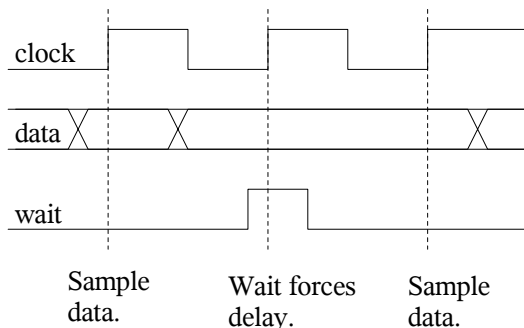 clock
data
wait
Sample
data.
Wait forces
delay.
Sample
data.